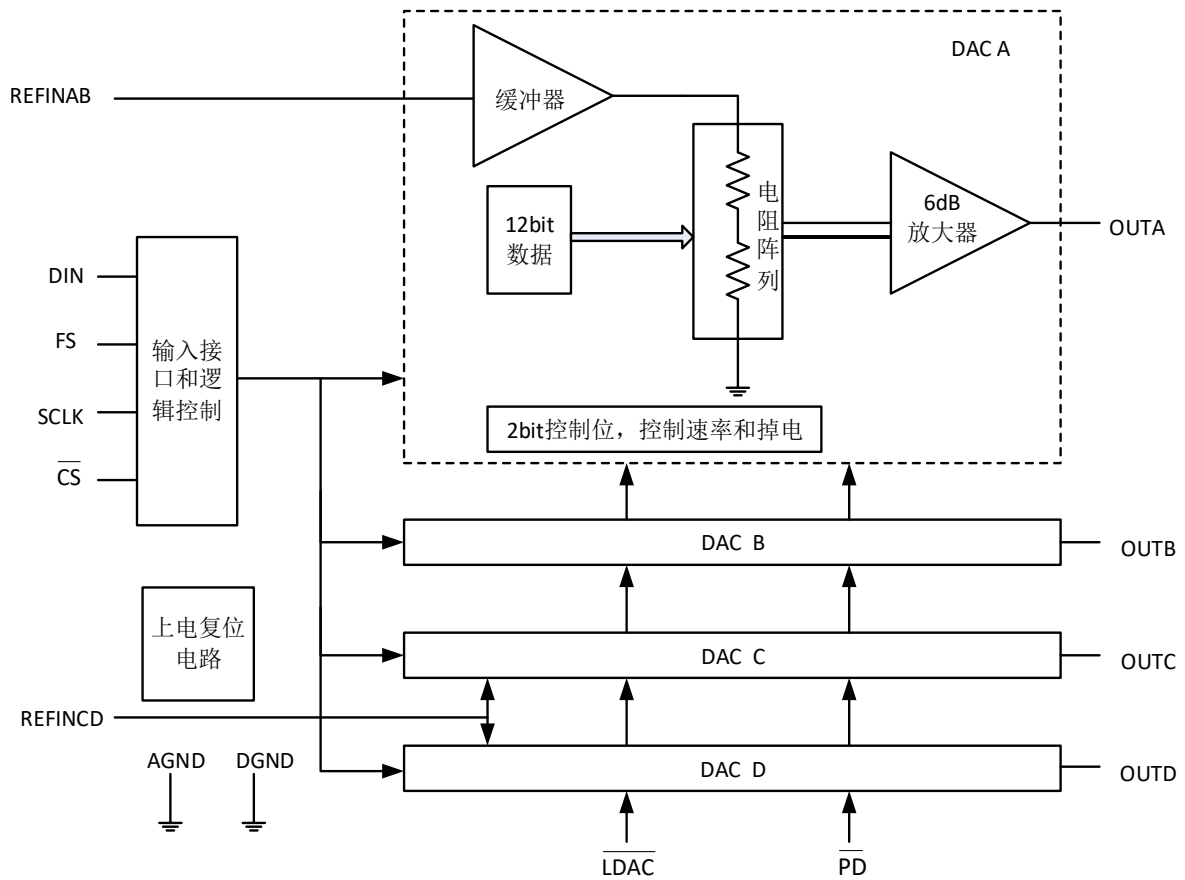 DAC A
REFINAB
缓冲器
12bit
数据
电
阻
阵
列
6dB
放大器
OUTA
DIN
FS
SCLK
C̅S̅
输入接
口和逻
辑控制
2bit控制位，控制速率和掉电
DAC B
OUTB
上电复位
电路
DAC C
OUTC
REFINCD
AGND
DGND
DAC D
OUTD
L̅D̅A̅C̅
P̅D̅